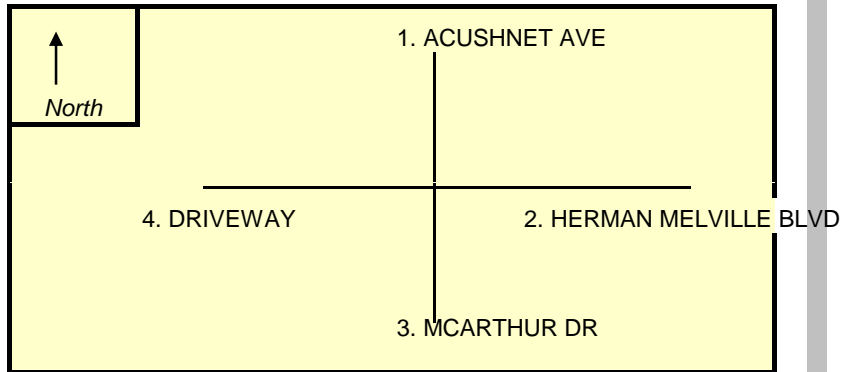 1. ACUSHNET AVE
North
4. DRIVEWAY
2. HERMAN MELVILLE BLVD
3. MCARTHUR DR